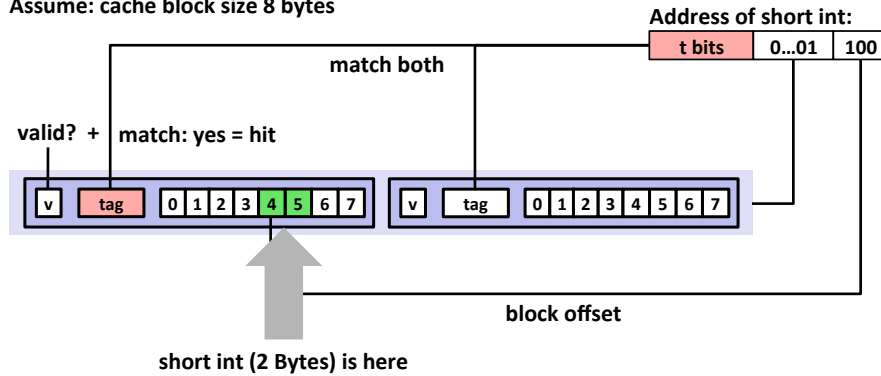 Assume: cache block size 8 bytes
Address of short int:
t bits 0...01 100
match both
valid? + match: yes = hit
v tag 0 1 2 3 4 5 6 7 v tag 0 1 2 3 4 5 6 7
block offset
short int (2 Bytes) is here